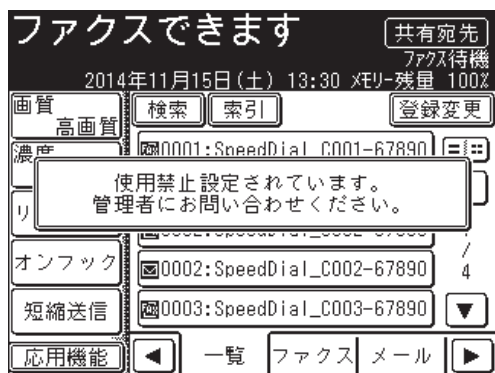 ファクスできます
共有宛先
ファクス待機
2014年11月15日(土) 13:30 メモリー残量 100%
画質
高画質
検索
索引
登録変更
濃度
0001:SpeedDial_C001-67890
使用禁止設定されています。
管理者にお問い合わせください。
リ
オンフック
0002:SpeedDial_C002-67890
/
4
短縮送信
0003:SpeedDial_C003-67890
応用機能
一覧
ファクス
メール